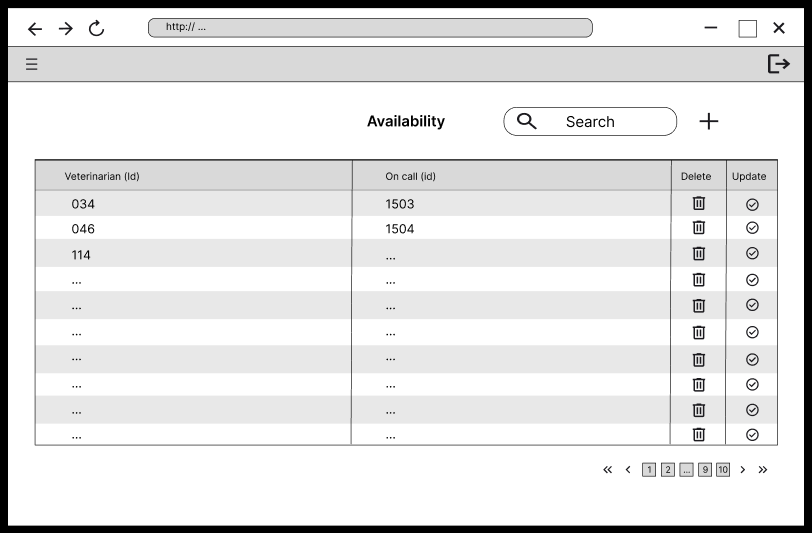 http:// ...
Availability
Search
Veterinarian (Id) On call (id) Delete Update
034 1503
046 1504
114 ...
... ...
... ...
... ...
... ...
... ...
... ...
... ...
« ‹ 1 2 ... 9 10 › »